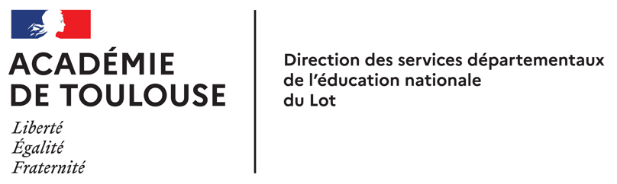 ACADÉMIE
DE TOULOUSE
Liberté
Égalité
Fraternité
Direction des services départementaux
de l'éducation nationale
du Lot